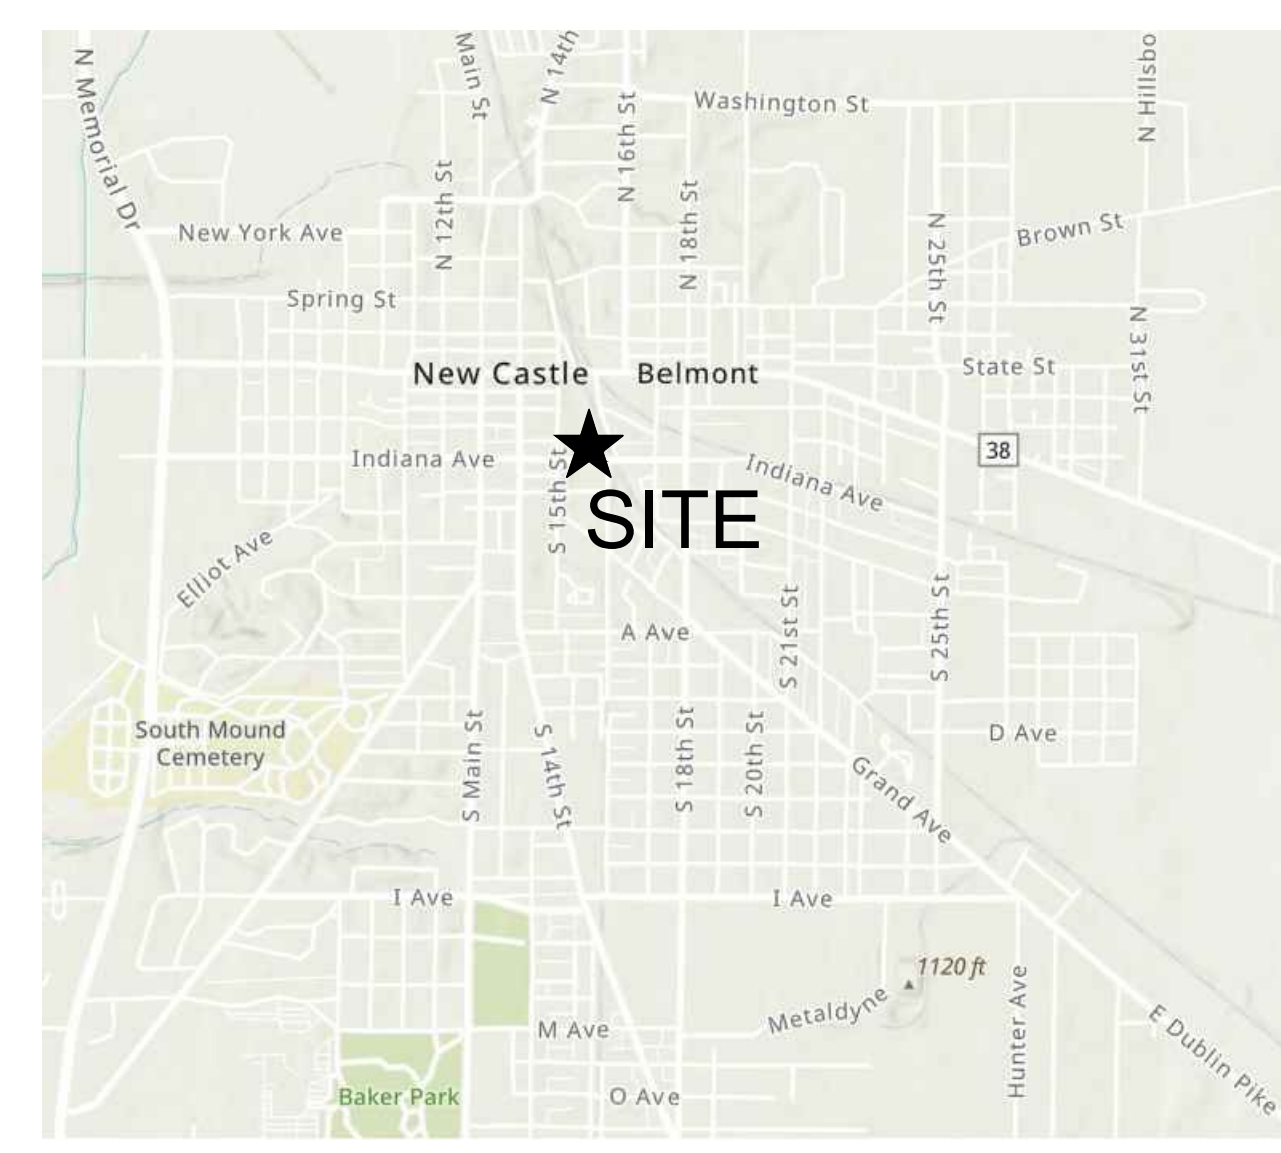 Main St
N 14th
N Hillsbo
N Memorial Dr
N 16th St
Washington St
N 12th St
N 18th St
New York Ave
N 25th St
Brown St
Spring St
N 31st St
New Castle
Belmont
State St
38
Indiana Ave
S 15th St
Indiana Ave
SITE
Elliot Ave
A Ave
S 21st St
S 25th St
South Mound
Cemetery
S Main St
S 14th St
S 18th St
S 20th St
D Ave
Grand Ave
I Ave
I Ave
1120 ft
Metaldyne
Hunter Ave
M Ave
E Dublin Pike
Baker Park
O Ave